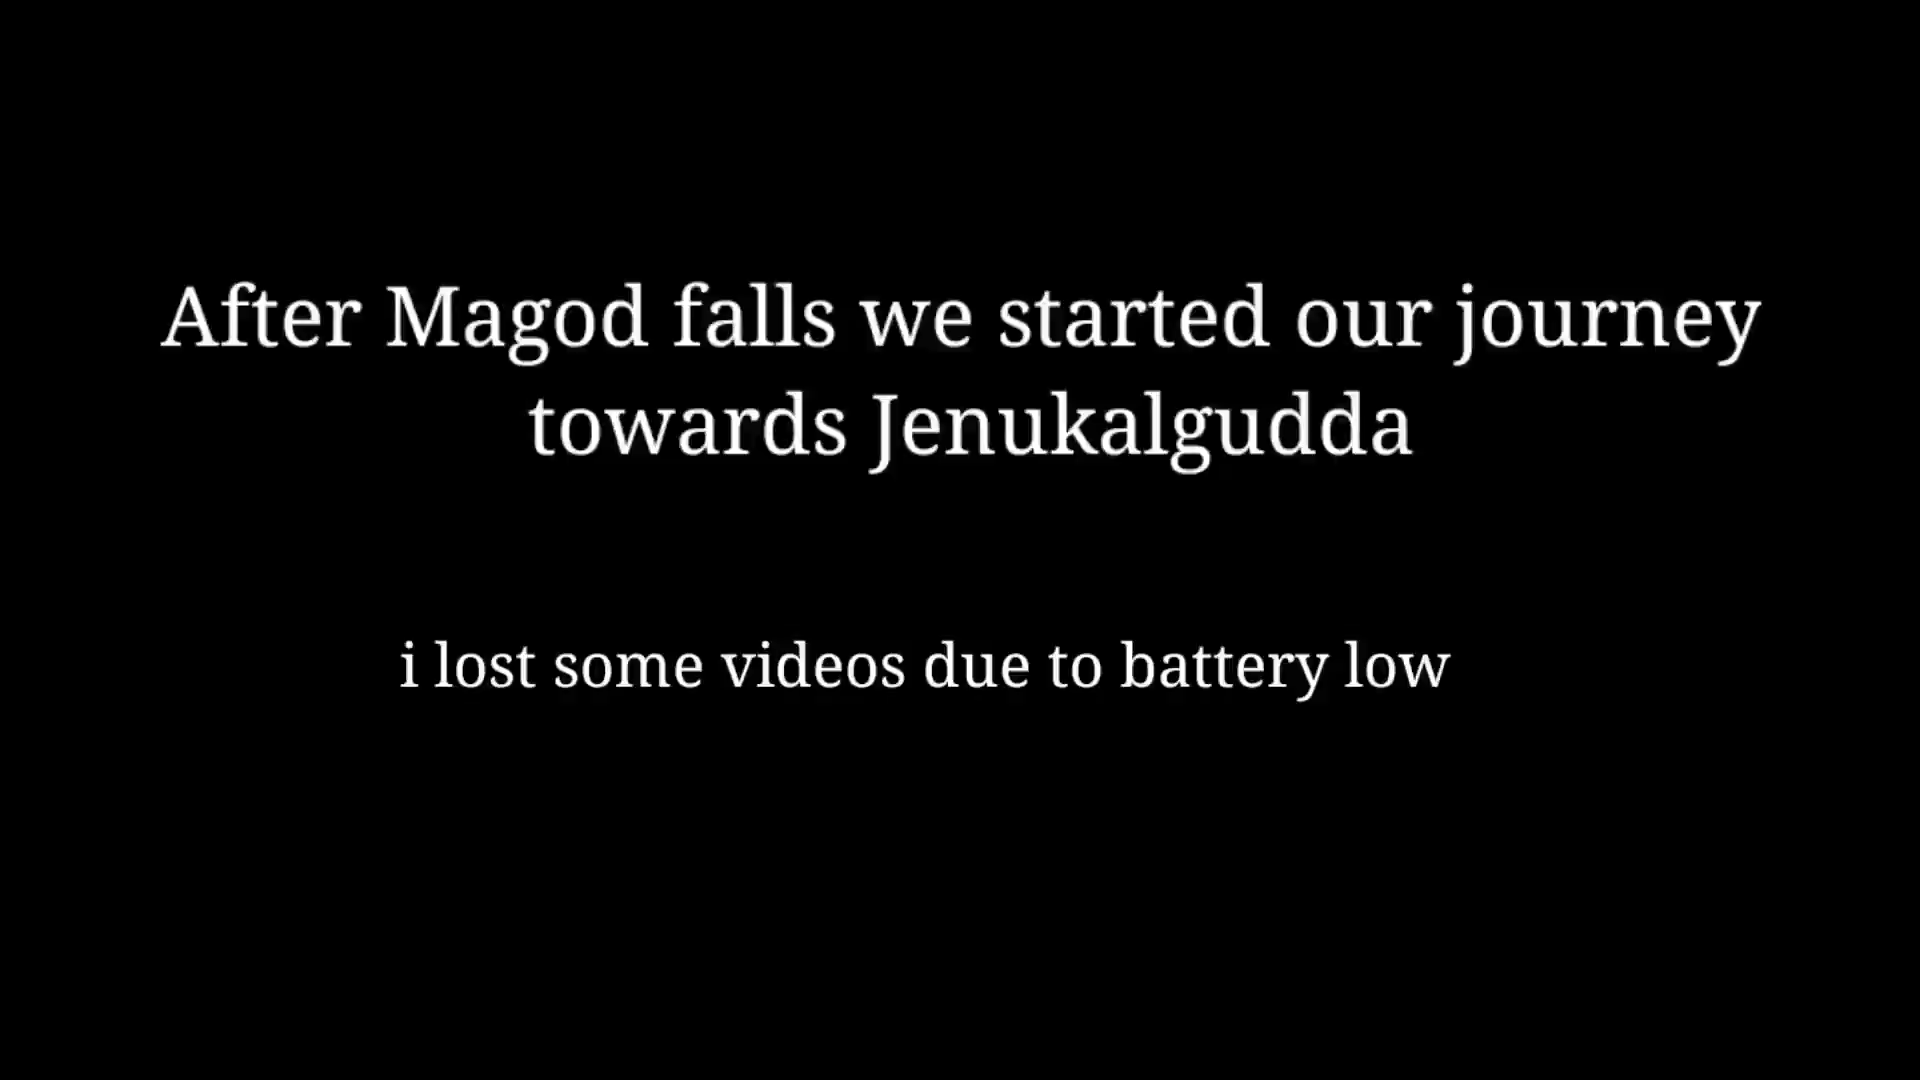 After Magod falls we started our journey
towards Jenukalgudda
i lost some videos due to battery low